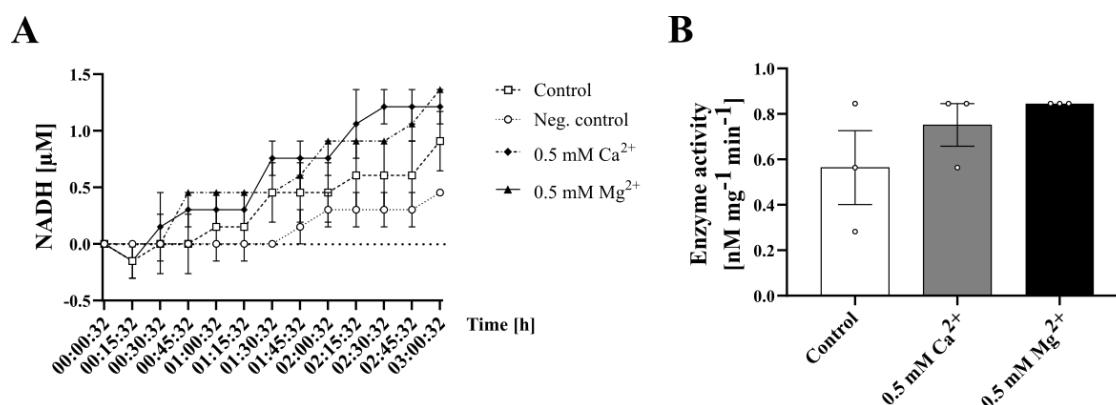 A
NADH [µM]
1.5
1.0
0.5
0.0
-0.5
00:00:32
00:15:32
00:30:32
00:45:32
01:00:32
01:15:32
01:30:32
01:45:32
02:00:32
02:15:32
02:30:32
02:45:32
03:00:32
Time [h]
Control
Neg. control
0.5 mM Ca²⁺
0.5 mM Mg²⁺
B
Enzyme activity
[nM mg⁻¹ min⁻¹]
1.0
0.8
0.6
0.4
0.2
0.0
Control
0.5 mM Ca²⁺
0.5 mM Mg²⁺